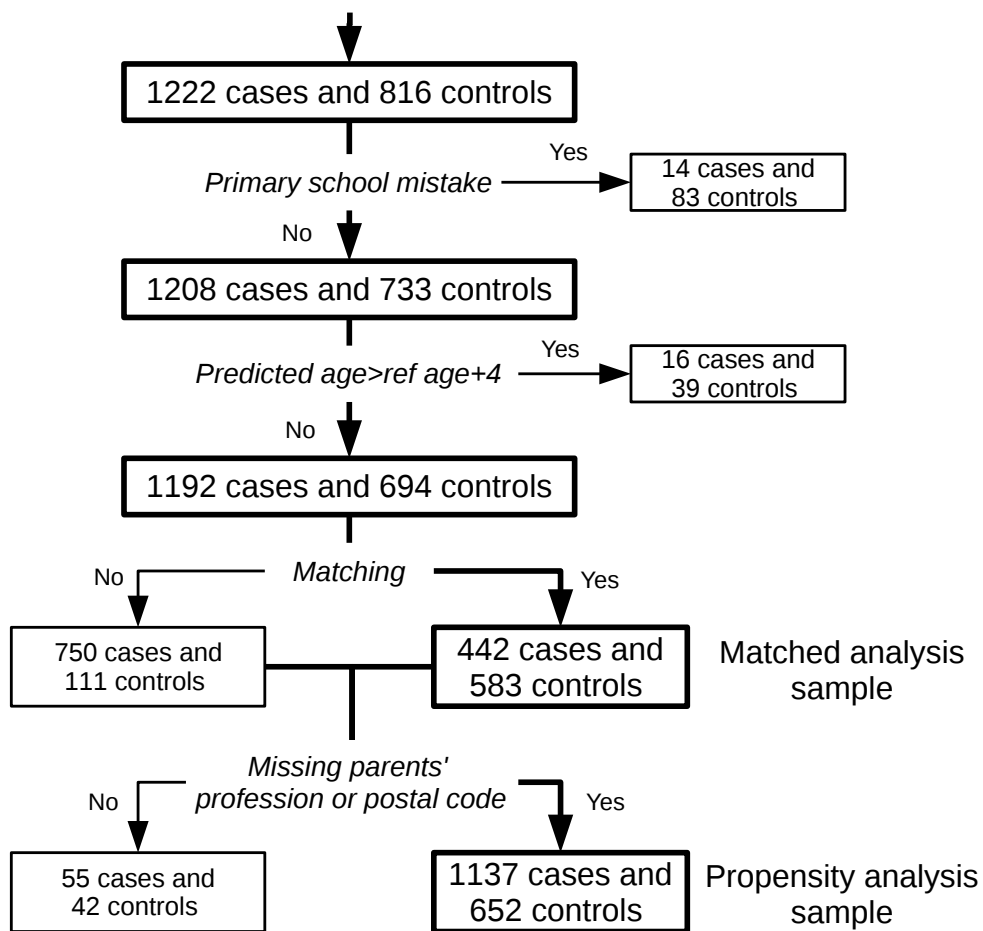 1222 cases and 816 controls
Yes
Primary school mistake
14 cases and
83 controls
No
1208 cases and 733 controls
Yes
Predicted age>ref age+4
16 cases and
39 controls
No
1192 cases and 694 controls
No
Matching
Yes
750 cases and
111 controls
442 cases and
583 controls
Matched analysis
sample
Missing parents'
profession or postal code
No
Yes
55 cases and
42 controls
1137 cases and
652 controls
Propensity analysis
sample